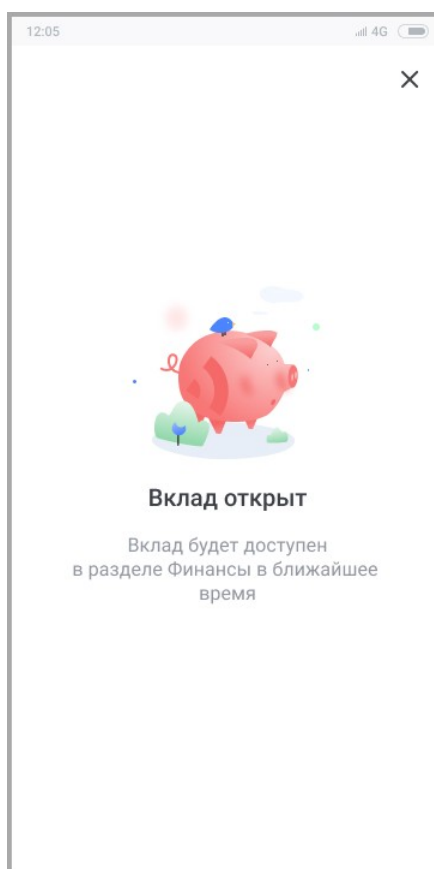 12:05 4G
Вклад открыт
Вклад будет доступен
в разделе Финансы в ближайшее
время